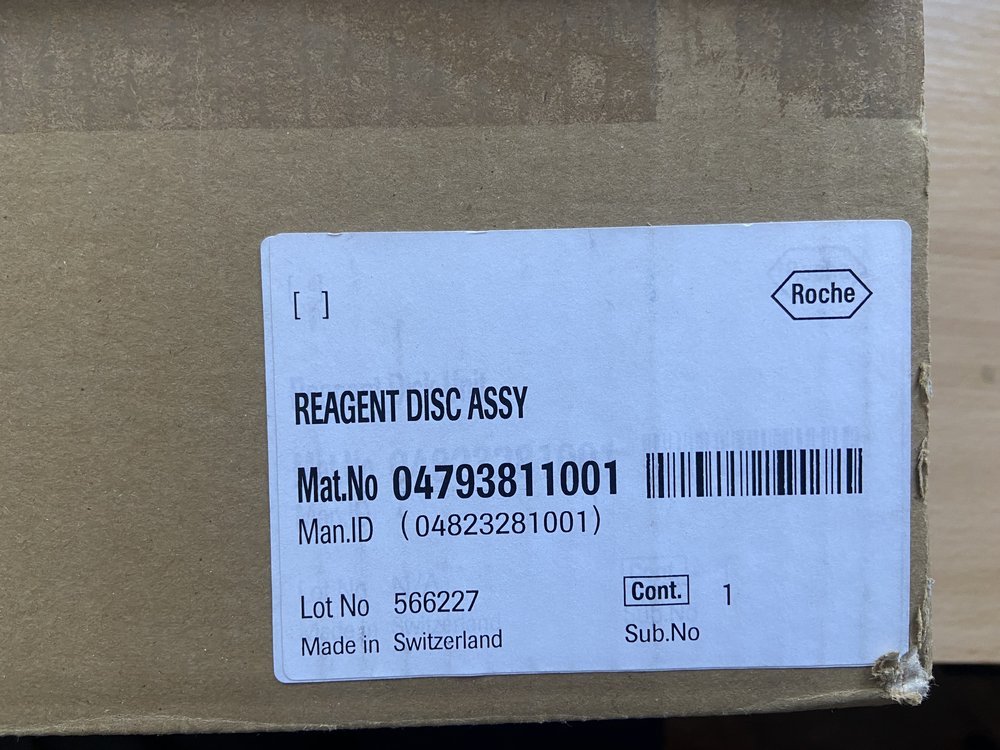 [ ]
Roche
REAGENT DISC ASSY
Mat.No 04793811001
Man.ID (04823281001)
Lot No 566227
Cont. 1
Made in Switzerland
Sub.No